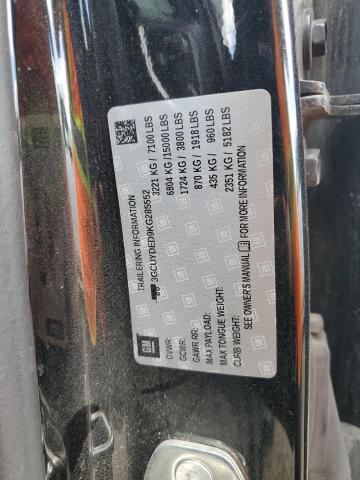 TRAILERING INFORMATION
3GCUYDED9KG285552
GM
GVWR: 3221 KG / 7100 LBS
GCWR: 6804 KG /15000 LBS
GAWR RR: 1724 KG / 3800 LBS
MAX PAYLOAD: 870 KG / 1918 LBS
MAX TONGUE WEIGHT: 435 KG / 960 LBS
CURB WEIGHT: 2351 KG / 5182 LBS
SEE OWNER'S MANUAL FOR MORE INFORMATION.